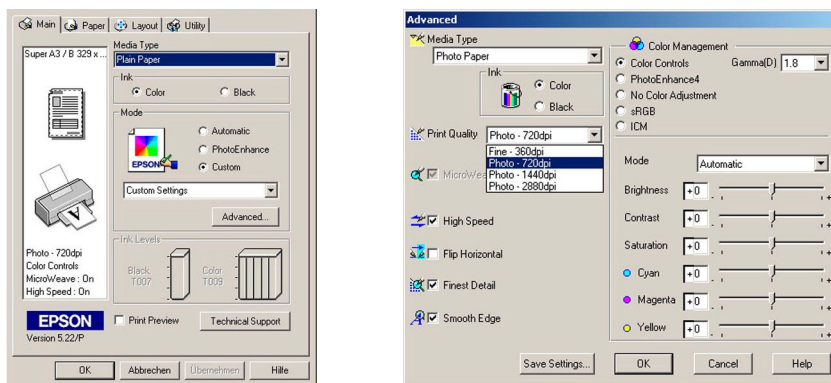 Main Paper Layout Utility
Super A3 / B 329 x ...
Media Type
Plain Paper
Ink
Color Black
Mode
Automatic
PhotoEnhance
Custom
EPSON
Custom Settings
Advanced...
Photo - 720dpi
Color Controls
MicroWeave : On
High Speed : On
Ink Levels
Black
T007
Color
T009
EPSON
Version 5.22/P
Print Preview
Technical Support
OK Abbrechen Übernehmen Hilfe
Advanced
Media Type
Photo Paper
Ink
Color
Black
Print Quality Photo - 720dpi
Fine - 360dpi
Photo - 720dpi
Photo - 1440dpi
Photo - 2880dpi
High Speed
Flip Horizontal
Finest Detail
Smooth Edge
Color Management
Color Controls Gamma(D) 1.8
PhotoEnhance4
No Color Adjustment
sRGB
ICM
Mode Automatic
Brightness +0 - +
Contrast +0 - +
Saturation +0 - +
Cyan +0 - +
Magenta +0 - +
Yellow +0 - +
Save Settings... OK Cancel Help